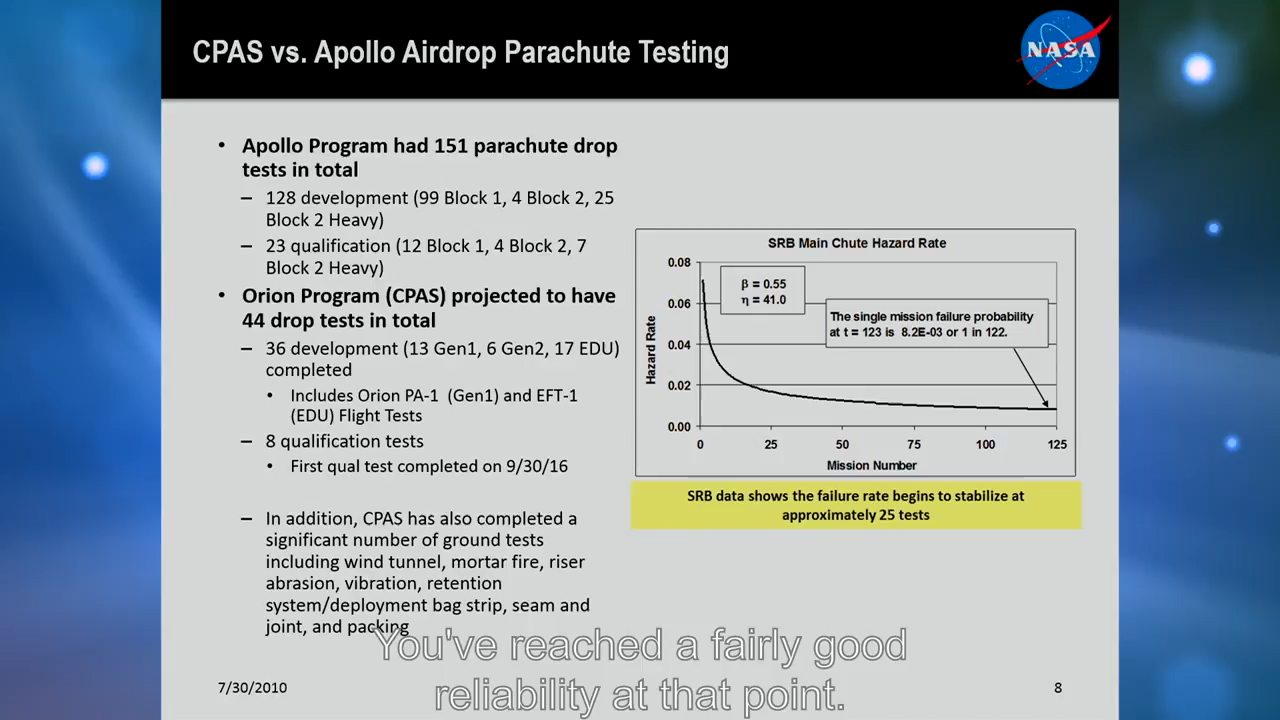 CPAS vs. Apollo Airdrop Parachute Testing
NASA
• Apollo Program had 151 parachute drop
tests in total
– 128 development (99 Block 1, 4 Block 2, 25
Block 2 Heavy)
– 23 qualification (12 Block 1, 4 Block 2, 7
Block 2 Heavy)
• Orion Program (CPAS) projected to have
44 drop tests in total
– 36 development (13 Gen1, 6 Gen2, 17 EDU)
completed
• Includes Orion PA-1 (Gen1) and EFT-1
(EDU) Flight Tests
– 8 qualification tests
• First qual test completed on 9/30/16
– In addition, CPAS has also completed a
significant number of ground tests
including wind tunnel, mortar fire, riser
abrasion, vibration, retention
system/deployment bag strip, seam and
joint, and packing
SRB Main Chute Hazard Rate
0.08
0.06
0.04
0.02
0.00
Hazard Rate
β = 0.55
η = 41.0
The single mission failure probability
at t = 123 is 8.2E-03 or 1 in 122.
0 25 50 75 100 125
Mission Number
SRB data shows the failure rate begins to stabilize at
approximately 25 tests
You've reached a fairly good
reliability at that point.
7/30/2010
8